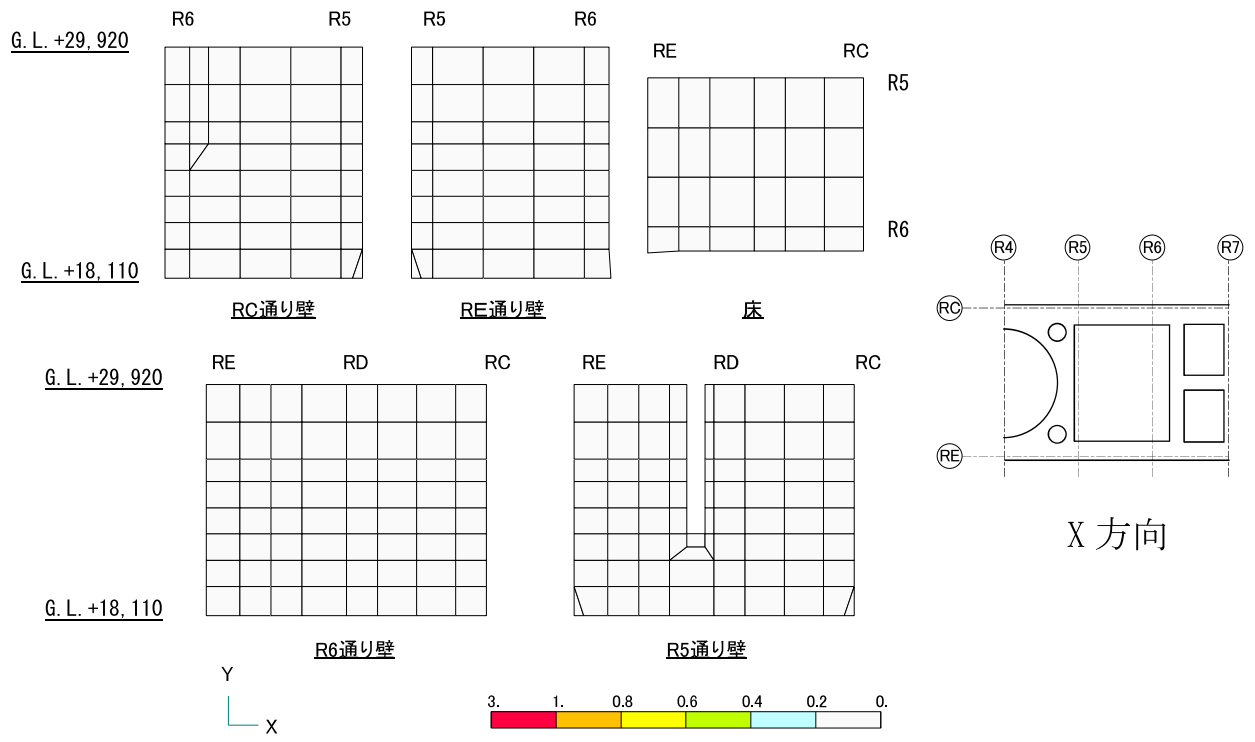 R6 R5
R5 R6
RE RC
G.L.+29,920
R5
R6
G.L.+18,110
RC通り壁
RE通り壁
床
RE RD RC
RE RD RC
G.L.+29,920
G.L.+18,110
R6通り壁
R5通り壁
Y
X
3. 1. 0.8 0.6 0.4 0.2 0.
R4 R5 R6 R7
RC
RE
X方向